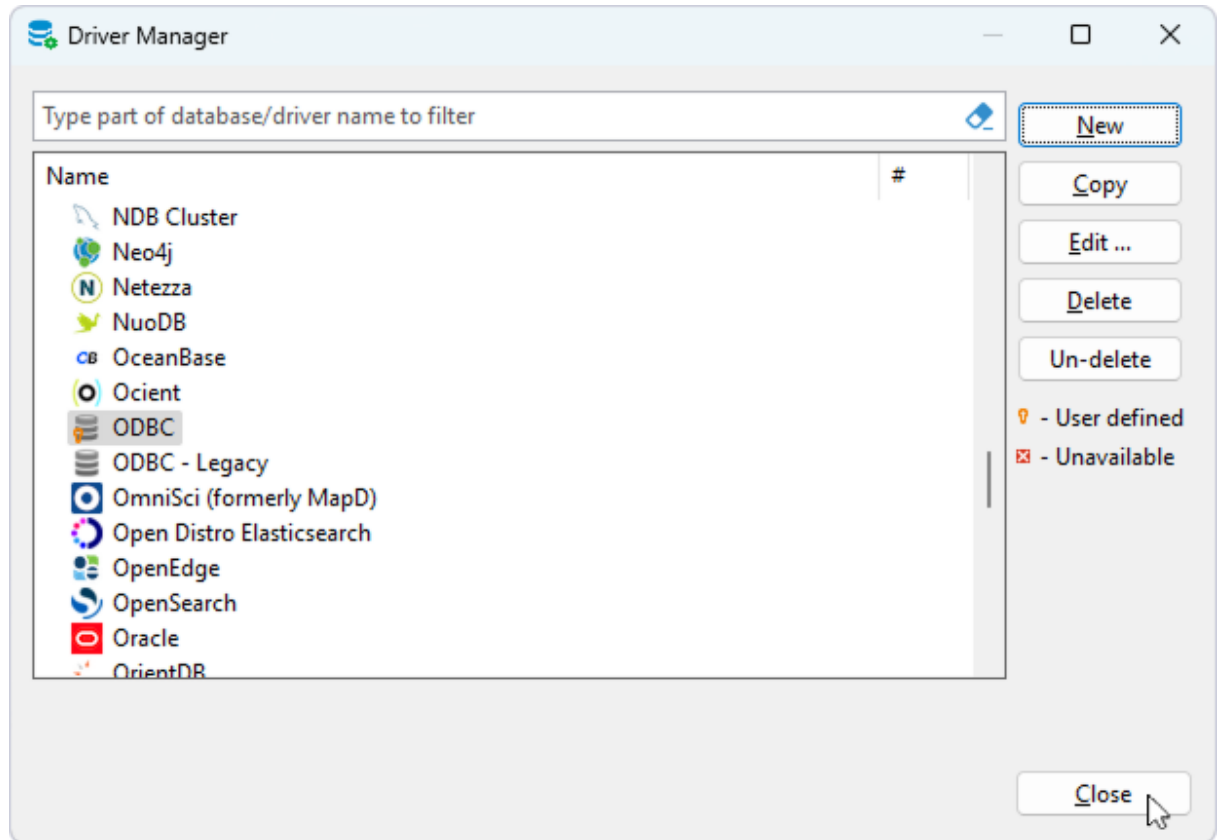 Driver Manager
Type part of database/driver name to filter
New
Name #
Copy
NDB Cluster
Edit ...
Neo4j
Netezza
Delete
NuoDB
OceanBase
Un-delete
Ocient
ODBC
- User defined
ODBC - Legacy
- Unavailable
OmniSci (formerly MapD)
Open Distro Elasticsearch
OpenEdge
OpenSearch
Oracle
OrientDB
Close